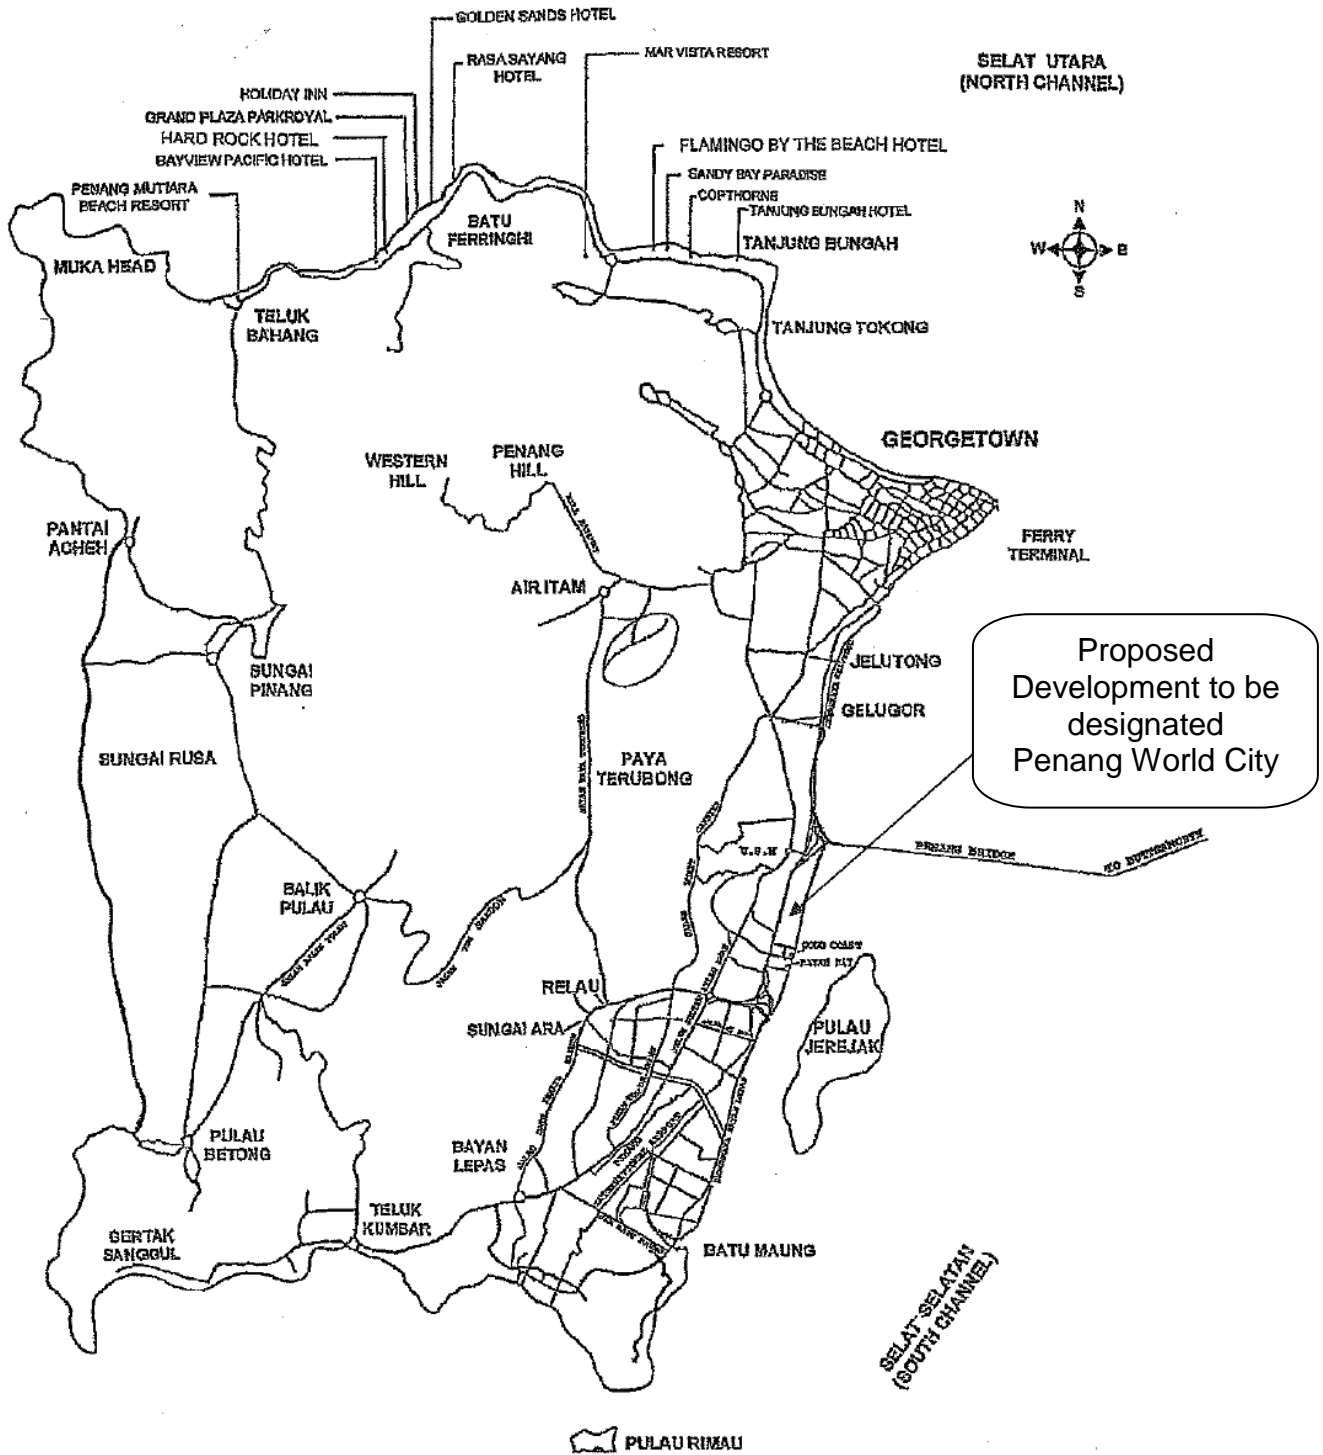 GOLDEN SANDS HOTEL
RASA SAYANG
HOTEL
MAR VISTA RESORT
SELAT UTARA
(NORTH CHANNEL)
HOLIDAY INN
GRAND PLAZA PARKROYAL
HARD ROCK HOTEL
BAYVIEW PACIFIC HOTEL
FLAMINGO BY THE BEACH HOTEL
SANDY BAY PARADISE
COPTHORNE
TANJUNG BUNGAH HOTEL
PENANG MUTIARA
BEACH RESORT
BATU
FERRINGHI
TANJUNG BUNGAH
N
W
E
S
MUKA HEAD
TELUK
BAHANG
TANJUNG TOKONG
GEORGETOWN
WESTERN
HILL
PENANG
HILL
PANTAI
ACHEH
FERRY
TERMINAL
AIR ITAM
Proposed
Development to be
designated
Penang World City
JELUTONG
SUNGAI
PINANG
GELUGOR
SUNGAI RUSA
PAYA
TERUBONG
U.S.M
PENANG BRIDGE
TO BUTTERWORTH
BALIK
PULAU
GOLD COAST
RELAU
SUNGAI ARA
PULAU
JEREJAK
PULAU
BETONG
BAYAN
LEPAS
TELUK
KUMBAR
GERTAK
SANGGUL
BATU MAUNG
SELAT SELATAN
(SOUTH CHANNEL)
PULAU RIMAU